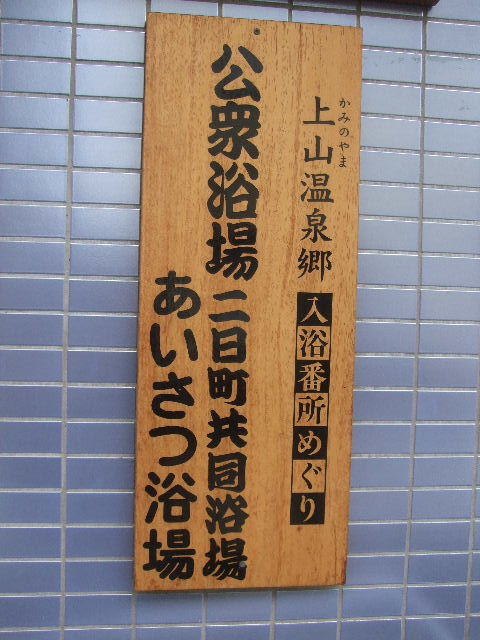 かみのやま
上山温泉郷 入浴番所めぐり
公衆浴場 二日町共同浴場
あいさつ浴場